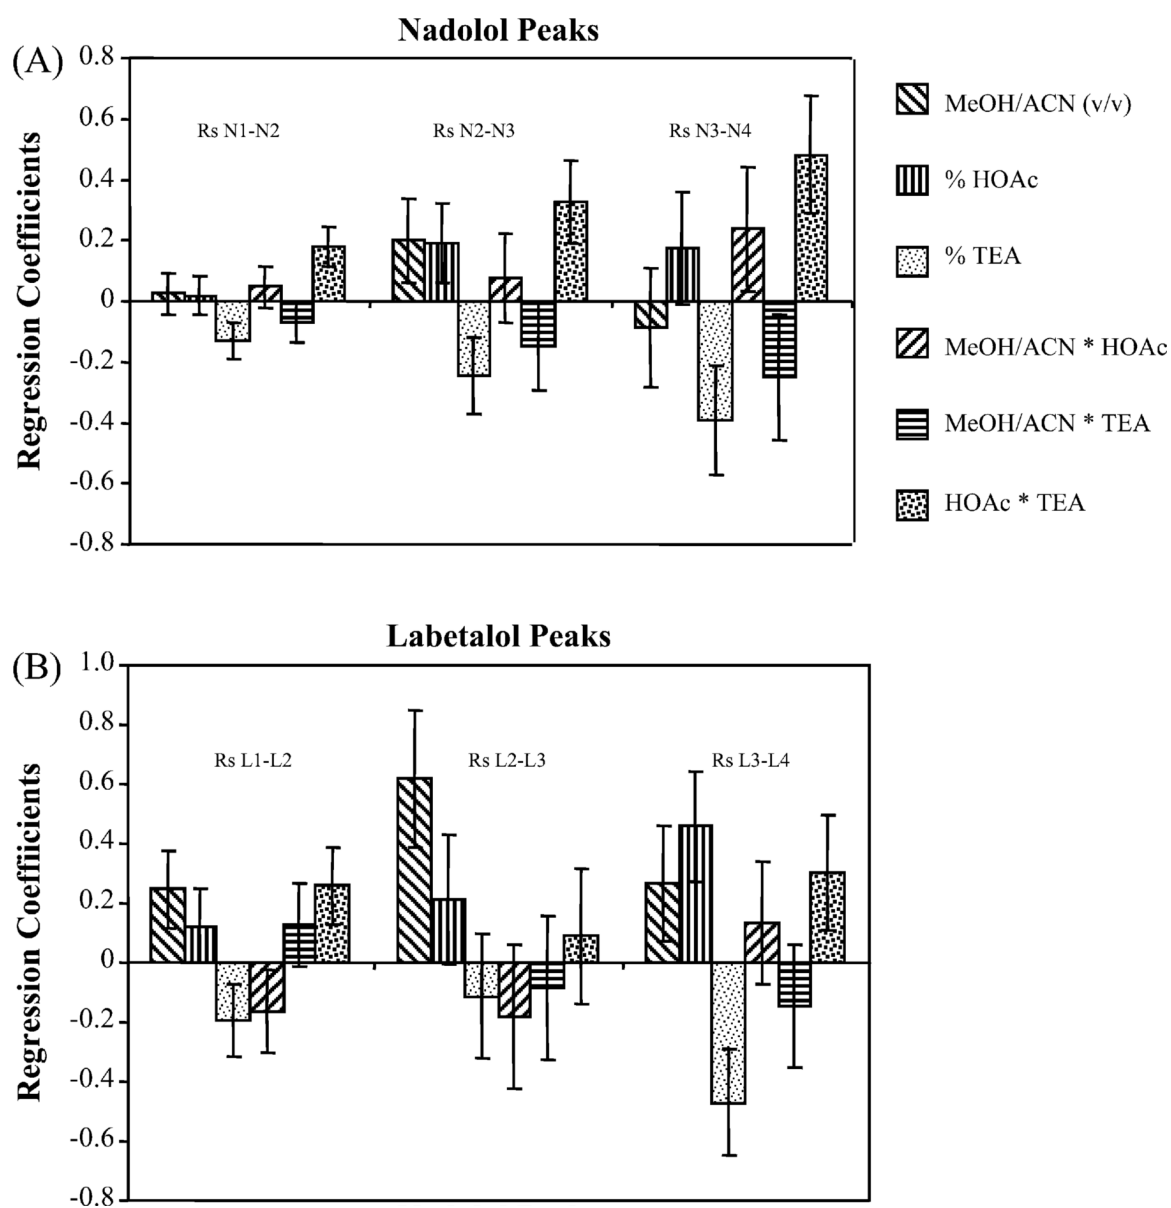 Nadolol Peaks
(A)
Regression Coeffiicients
0.8
0.6
0.4
0.2
0
-0.2
-0.4
-0.6
-0.8
Rs N1-N2
Rs N2-N3
Rs N3-N4
MeOH/ACN (v/v)
% HOAc
% TEA
MeOH/ACN * HOAc
MeOH/ACN * TEA
HOAc * TEA
Labetalol Peaks
(B)
Regression Coeffiicients
1.0
0.8
0.6
0.4
0.2
0
-0.2
-0.4
-0.6
-0.8
Rs L1-L2
Rs L2-L3
Rs L3-L4